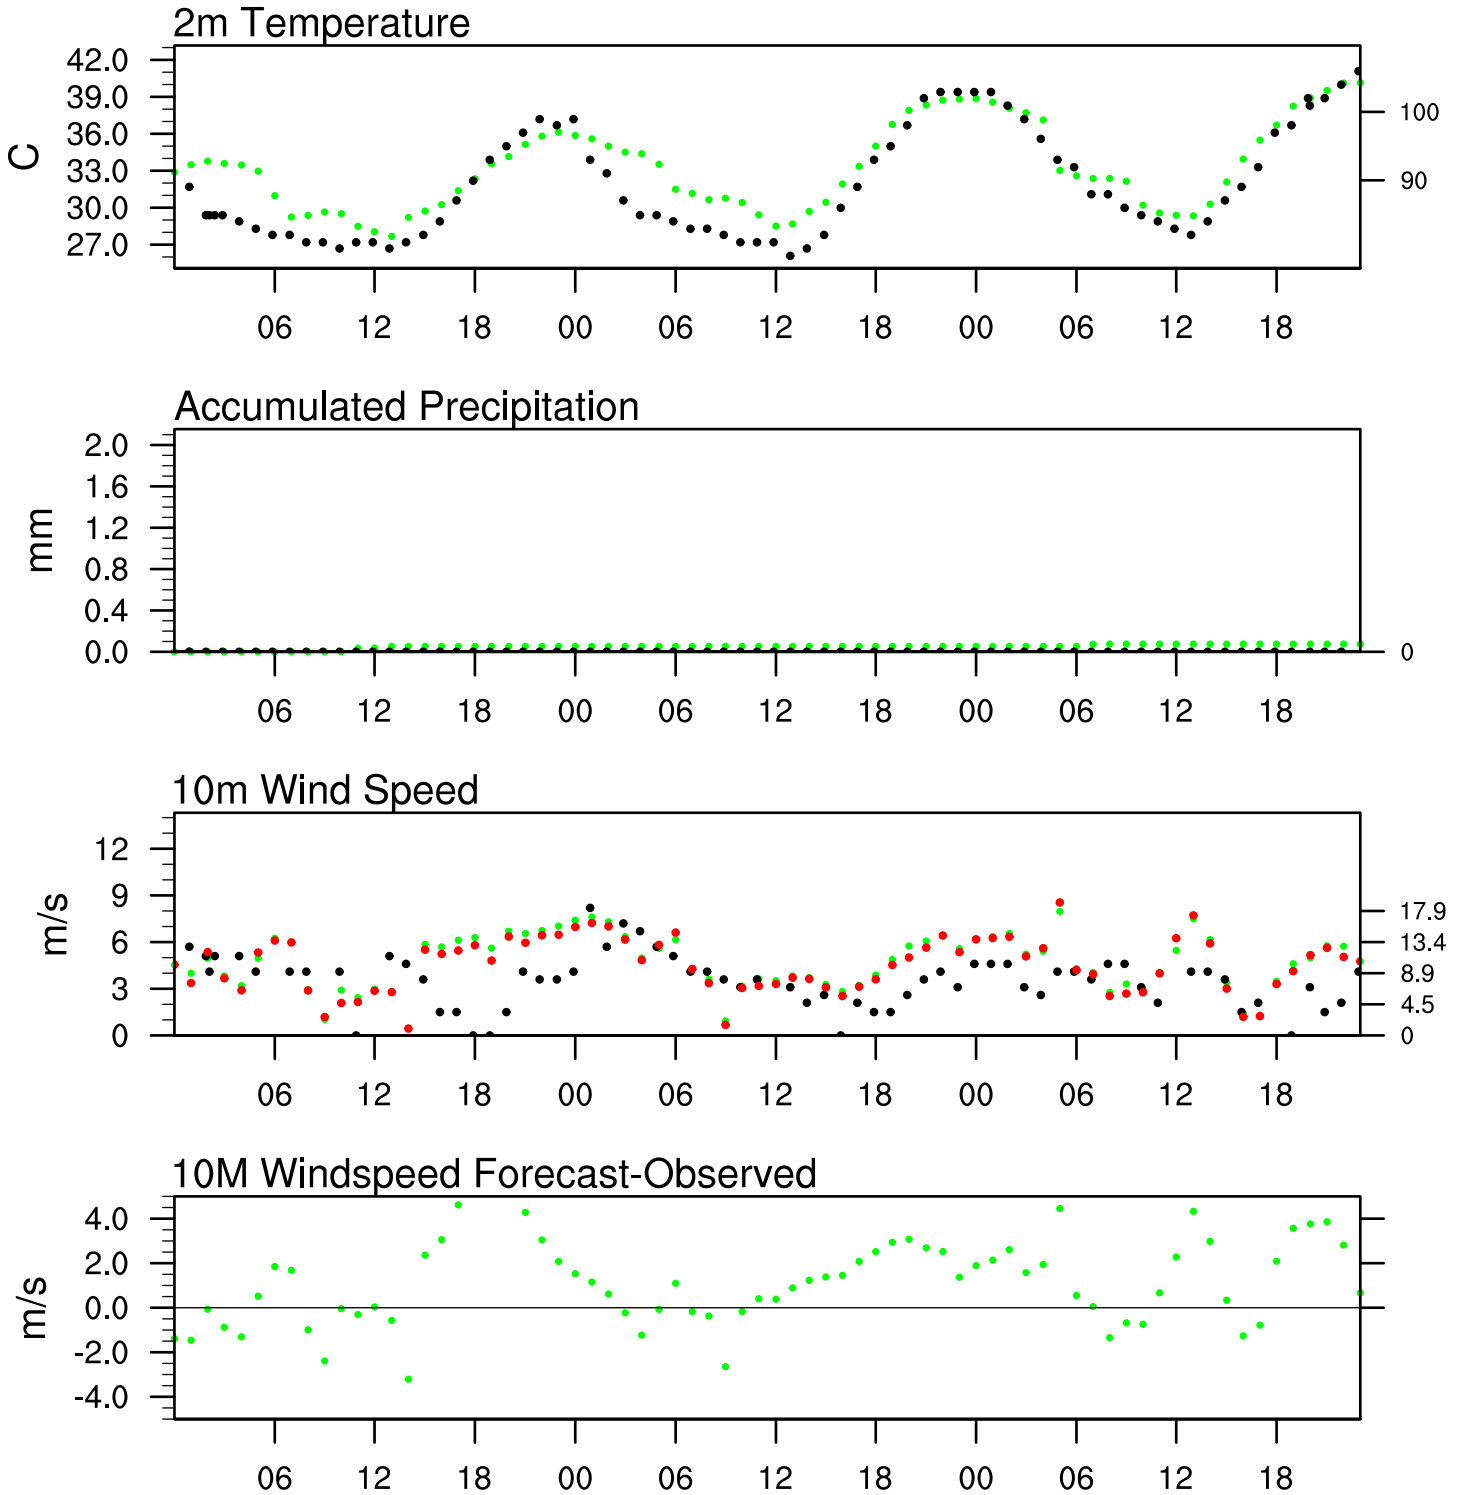 2m Temperature
42.0
39.0
36.0
33.0
30.0
27.0
C
100
90
06 12 18 00 06 12 18 00 06 12 18
Accumulated Precipitation
2.0
1.6
1.2
0.8
0.4
0.0
mm
0
06 12 18 00 06 12 18 00 06 12 18
10m Wind Speed
12
9
6
3
0
m/s
17.9
13.4
8.9
4.5
0
06 12 18 00 06 12 18 00 06 12 18
10M Windspeed Forecast-Observed
4.0
2.0
0.0
-2.0
-4.0
m/s
06 12 18 00 06 12 18 00 06 12 18